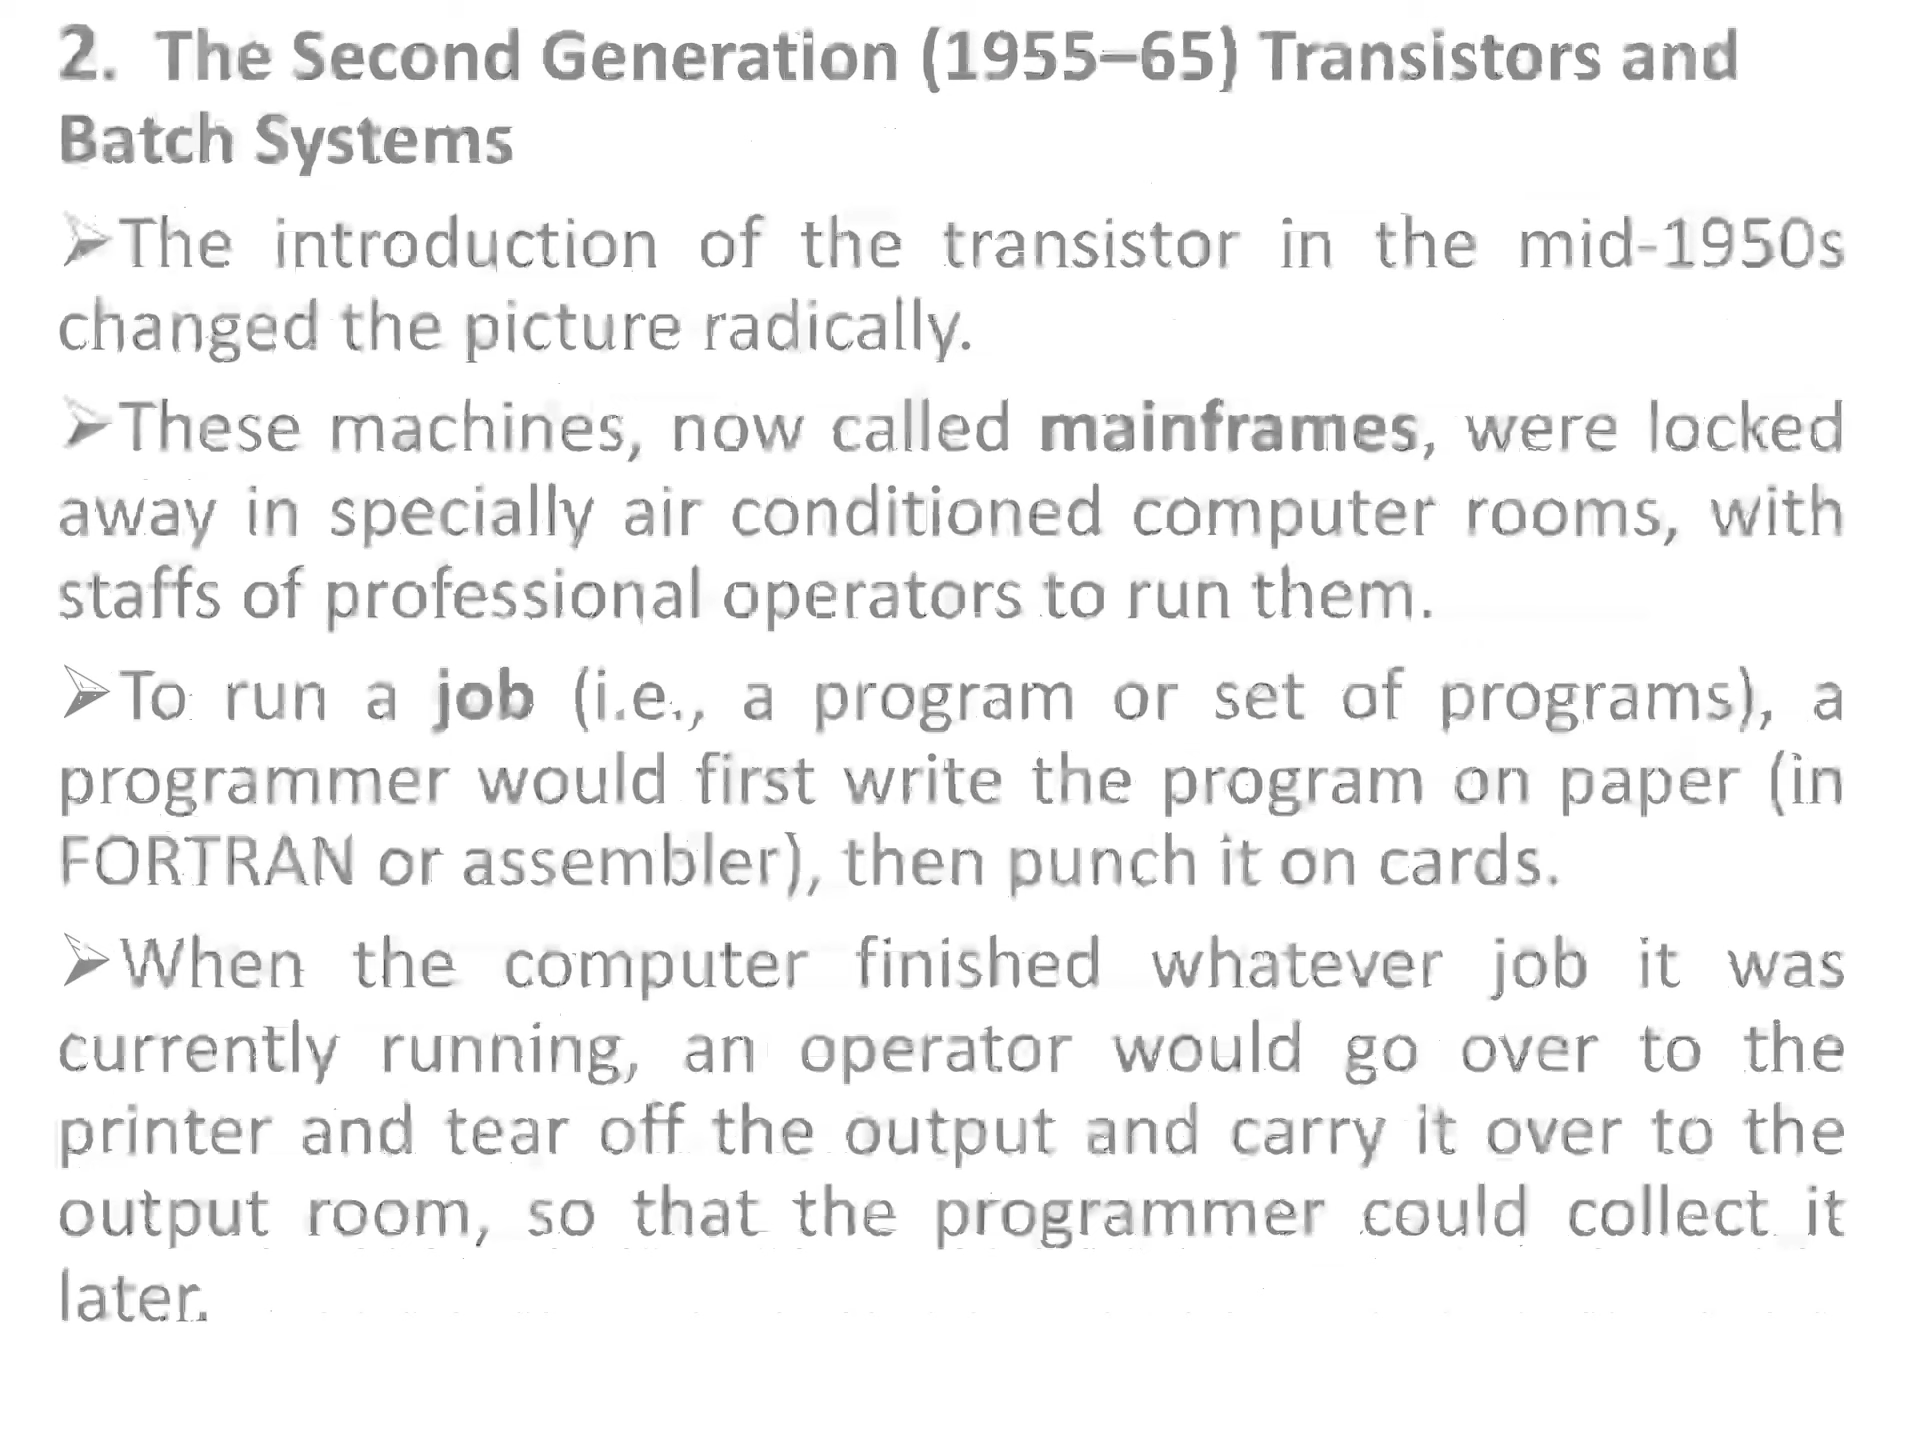 2. The Second Generation (1955–65) Transistors and
Batch Systems
➢The introduction of the transistor in the mid-1950s
changed the picture radically.
➢These machines, now called mainframes, were locked
away in specially air conditioned computer rooms, with
staffs of professional operators to run them.
➢To run a job (i.e., a program or set of programs), a
programmer would first write the program on paper (in
FORTRAN or assembler), then punch it on cards.
➢When the computer finished whatever job it was
currently running, an operator would go over to the
printer and tear off the output and carry it over to the
output room, so that the programmer could collect it
later.